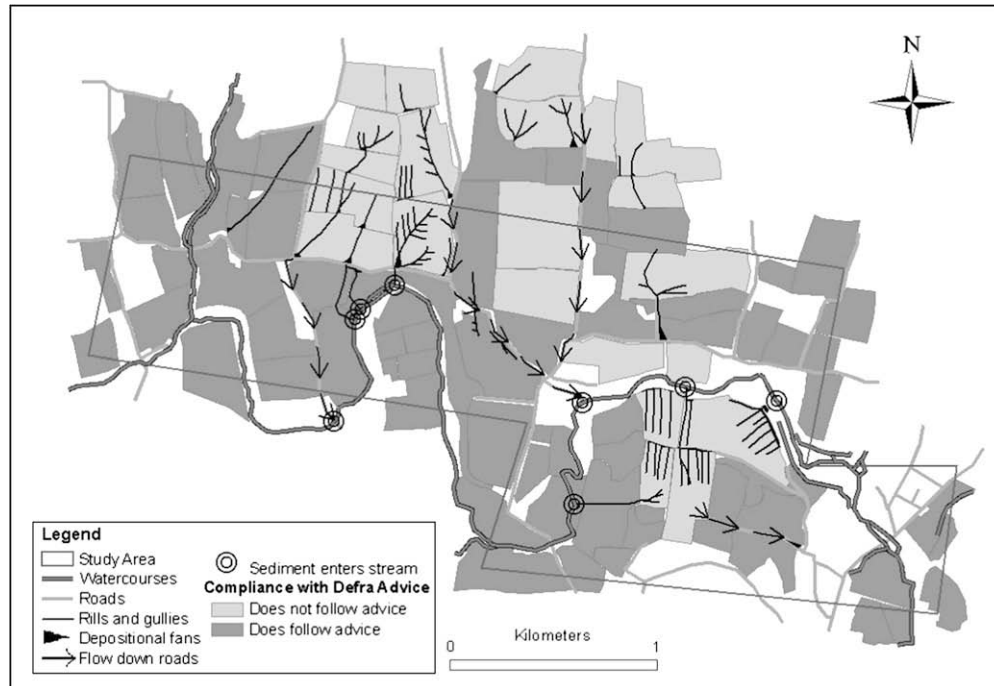 N
Legend
Study Area
Watercourses
Roads
Rills and gullies
Depositional fans
Flow down roads
Sediment enters stream
Compliance with Defra Advice
Does not follow advice
Does follow advice
Kilometers
0 1